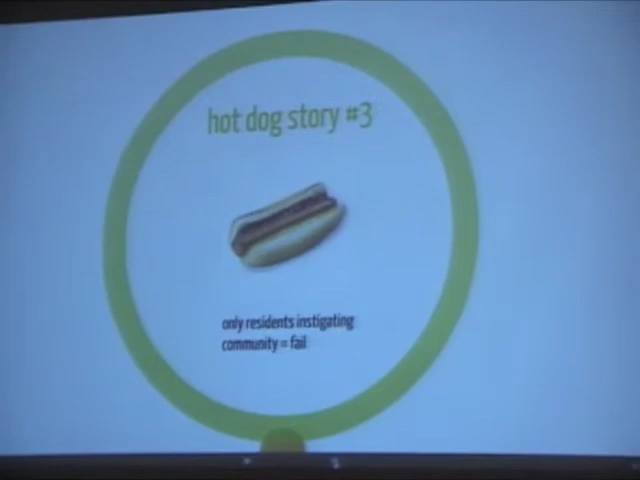 hot dog story #3
only residents instigating
community = fail